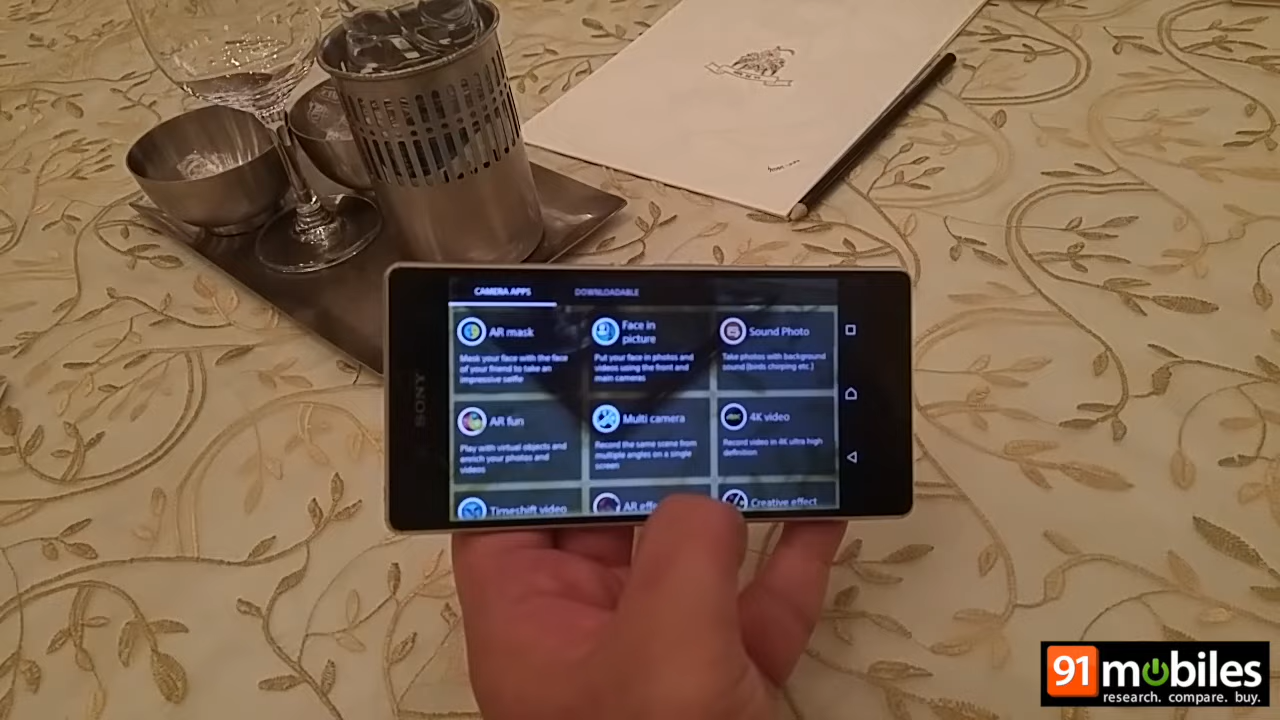 CAMERA APPS
DOWNLOADABLE
AR mask
Mask your face with the face
of your friend to take an
impressive selfie
Face in
picture
Put your face in photos and
videos using the front and
main cameras
Sound Photo
Take photos with background
sound (birds chirping etc.)
AR fun
Play with virtual objects and
enrich your photos and
videos
Multi camera
Record the same scene from
multiple angles on a single
screen
4K video
Record video in 4K ultra high
definition
Timeshift video
AR effe
Creative effect
SONY
91mobiles
research. compare. buy.